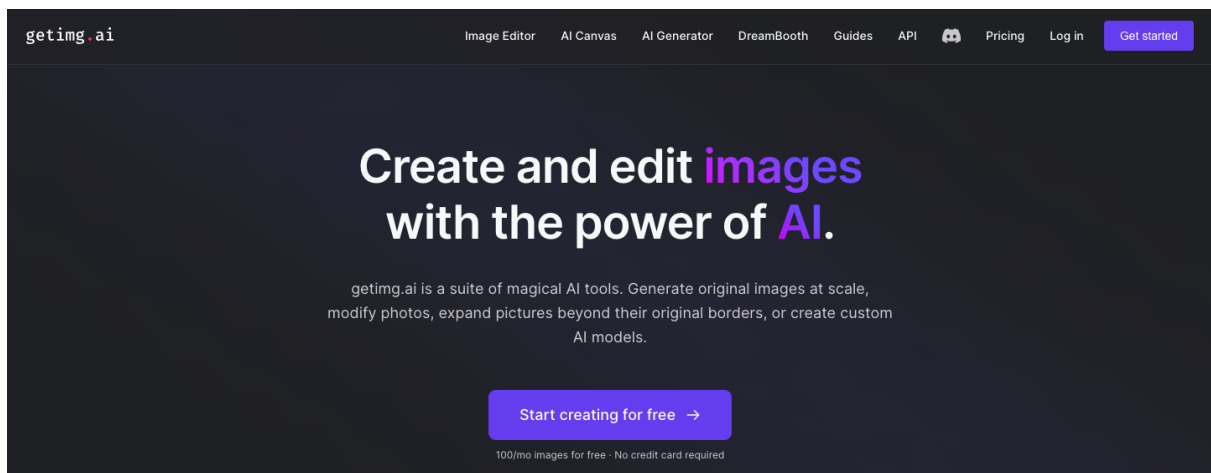 getimg.ai
Image Editor AI Canvas AI Generator DreamBooth Guides API Pricing Log in Get started
Create and edit images
with the power of AI.
getimg.ai is a suite of magical AI tools. Generate original images at scale,
modify photos, expand pictures beyond their original borders, or create custom
AI models.
Start creating for free →
100/mo images for free · No credit card required